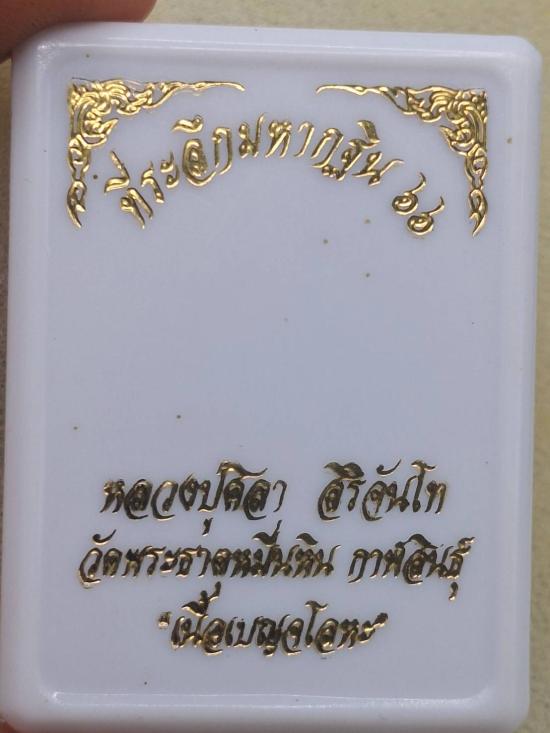 ที่ระลึกมหากฐิน ๖๖
หลวงปู่ศิลา สิริจันโท
วัดพระธาตุหมื่นหิน กาฬสินธุ์
"เนื้อเบญจโลหะ"